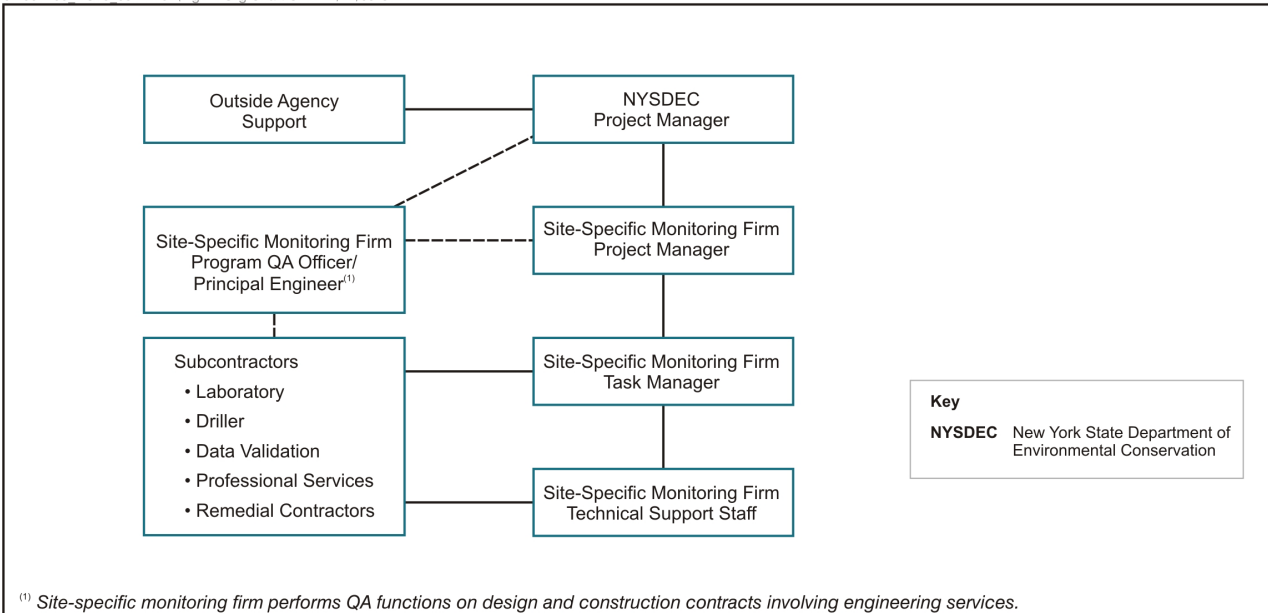 Outside Agency
Support
NYSDEC
Project Manager
Site-Specific Monitoring Firm
Program QA Officer/
Principal Engineer(1)
Site-Specific Monitoring Firm
Project Manager
Subcontractors
• Laboratory
• Driller
• Data Validation
• Professional Services
• Remedial Contractors
Site-Specific Monitoring Firm
Task Manager
Site-Specific Monitoring Firm
Technical Support Staff
Key
NYSDEC New York State Department of
Environmental Conservation
(1) Site-specific monitoring firm performs QA functions on design and construction contracts involving engineering services.